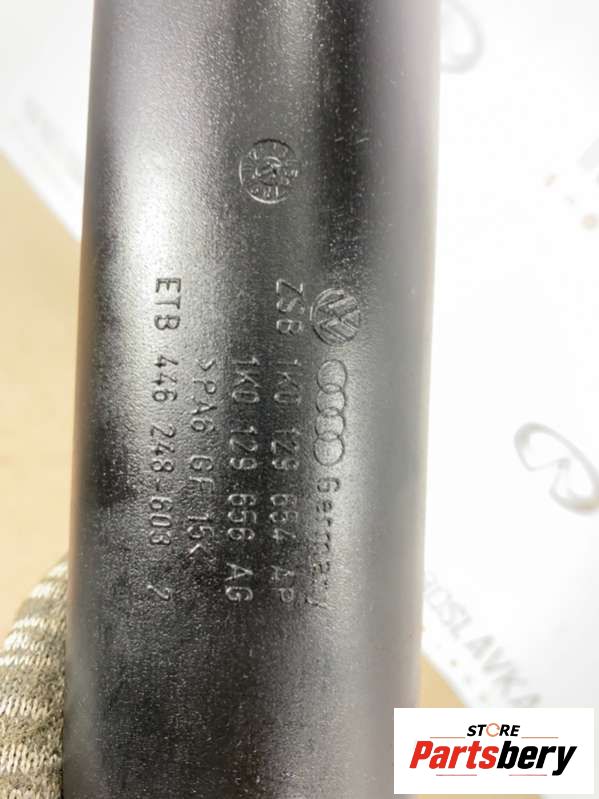 Germany
ZSB 1K0 129 654 AP
1K0 129 656 AG
>PA6 GF 15<
ETB 446 248-603 2
OSLAVKA
STORE
Partsbery